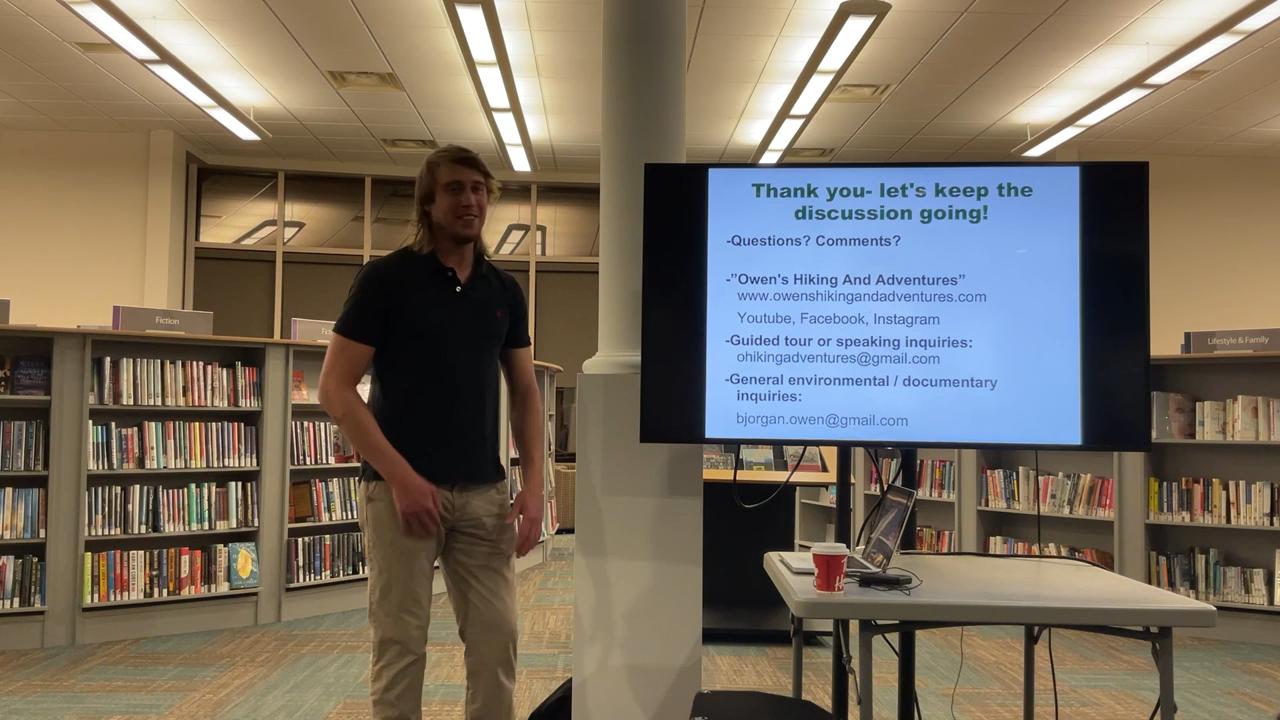 Thank you- let's keep the
discussion going!
-Questions? Comments?
-”Owen's Hiking And Adventures”
www.owenshikingandadventures.com
Youtube, Facebook, Instagram
-Guided tour or speaking inquiries:
ohikingadventures@gmail.com
-General environmental / documentary
inquiries:
bjorgan.owen@gmail.com
Fiction
Lifestyle & Family